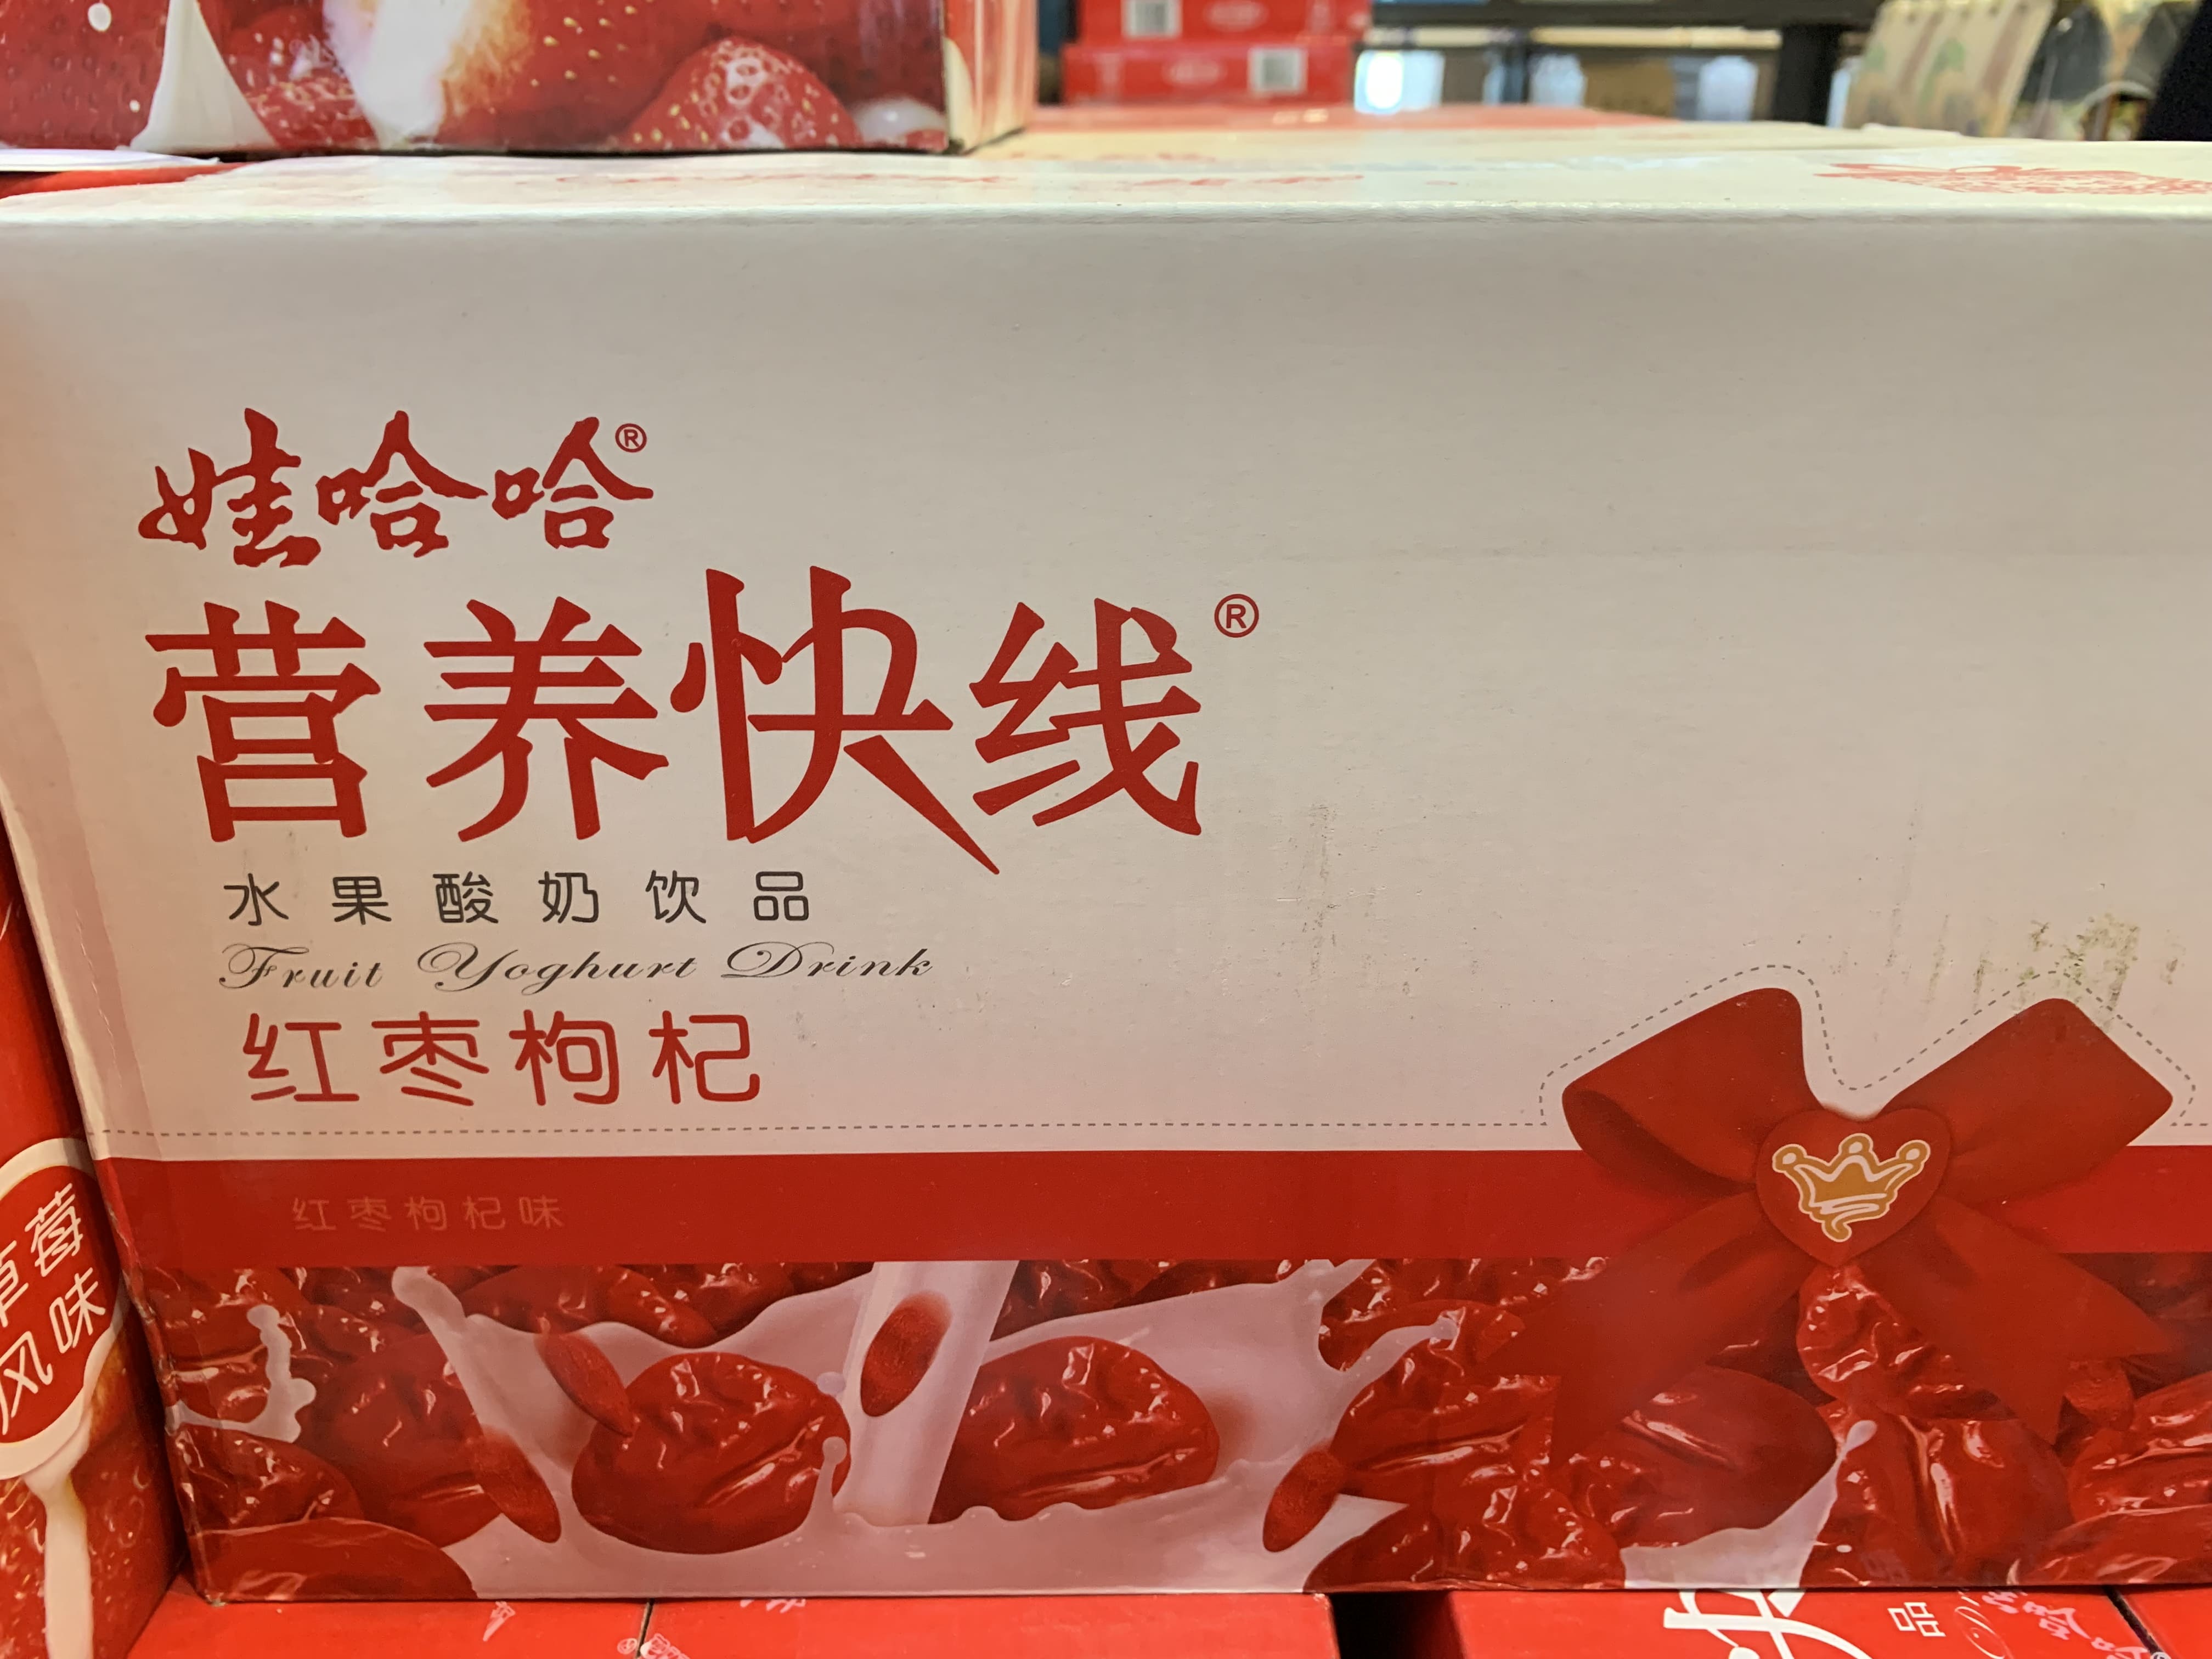 娃哈哈®
营养快线®
水果酸奶饮品
Fruit Yoghurt Drink
红枣枸杞
红枣枸杞味
草莓
风味
品